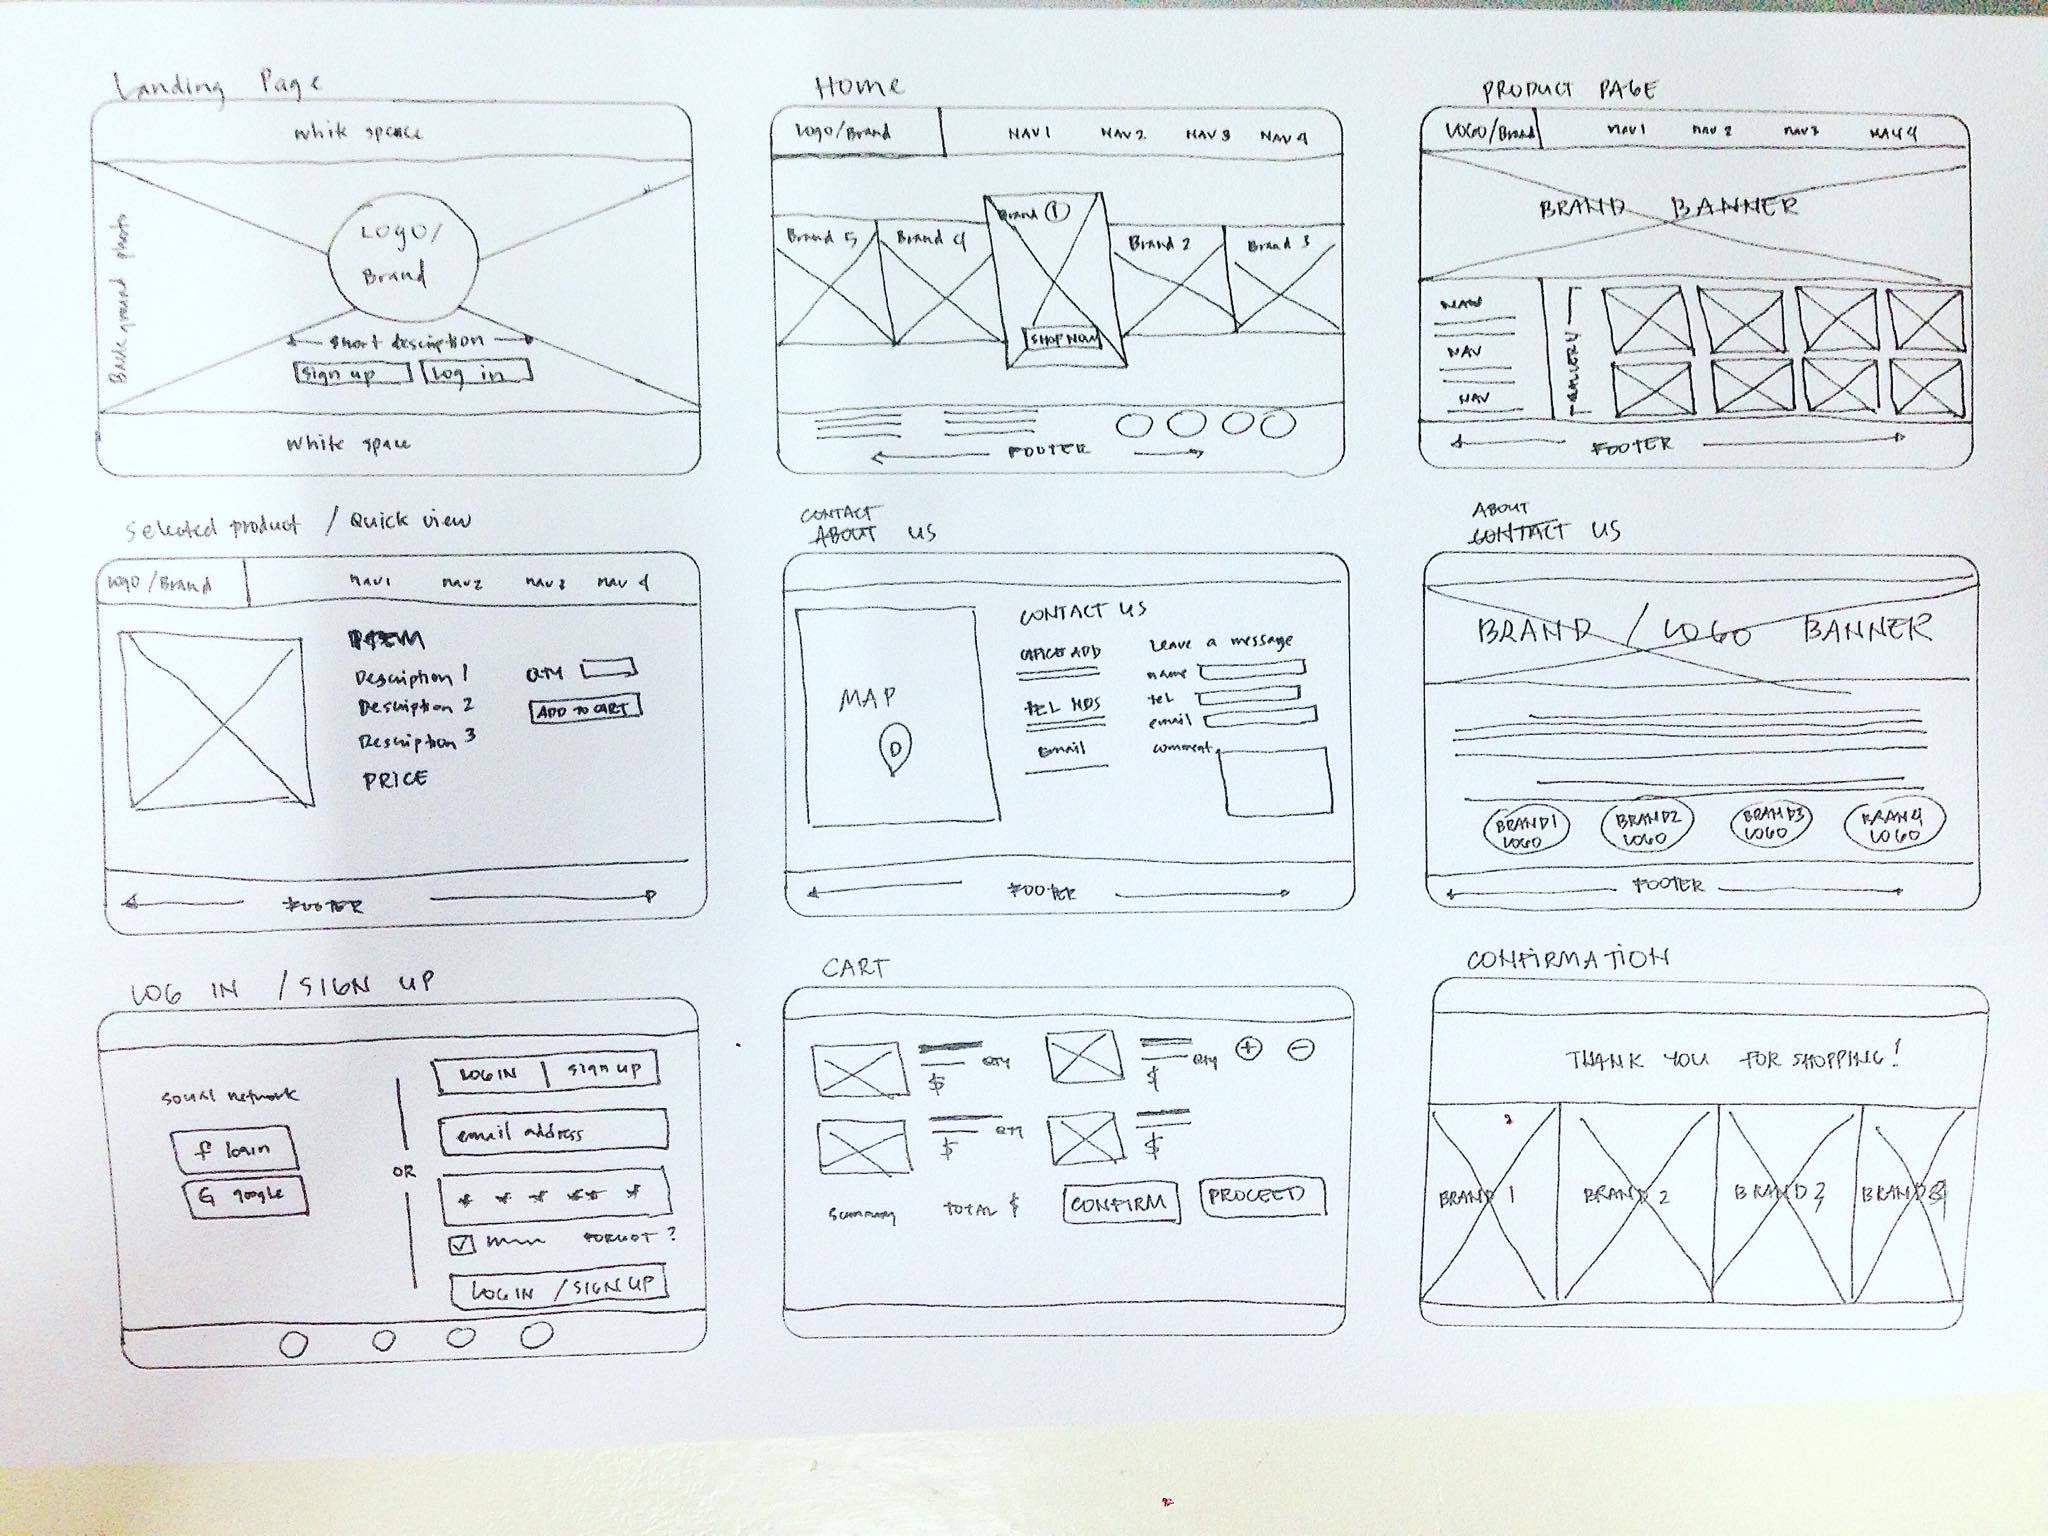 Landing Page
White space
Background photo
Logo/
Brand
short description
sign up
Log in
White space
Home
Logo/Brand
NAV 1
NAV 2
NAV 3
NAV 4
Brand 5
Brand 4
Brand 1
Brand 2
Brand 3
SHOP NOW
FOOTER
PRODUCT PAGE
LOGO/Brand
NAV 1
NAV 2
NAV 3
NAV 4
BRAND BANNER
NAV
NAV
NAV
GALLERY
FOOTER
Selected product / Quick view
Logo/Brand
NAV 1
NAV 2
NAV 3
NAV 4
ITEM
Description 1
QTY
Description 2
ADD TO CART
Description 3
PRICE
FOOTER
CONTACT
ABOUT US
MAP
CONTACT US
OFFICE ADD
TEL NOS
Email
Leave a message
name
tel
email
comment
FOOTER
ABOUT
CONTACT US
BRAND / LOGO BANNER
BRAND1
LOGO
BRAND2
LOGO
BRAND3
LOGO
BRAND4
LOGO
FOOTER
LOG IN / SIGN UP
social network
f login
G google
OR
LOG IN
sign up
email address
* * * * * *
FORGOT?
LOG IN / SIGN UP
CART
QTY
$
QTY
$
+
-
QTY
$
$
summary
TOTAL $
CONFIRM
PROCEED
CONFIRMATION
THANK YOU FOR SHOPPING!
BRAND 1
BRAND 2
BRAND 3